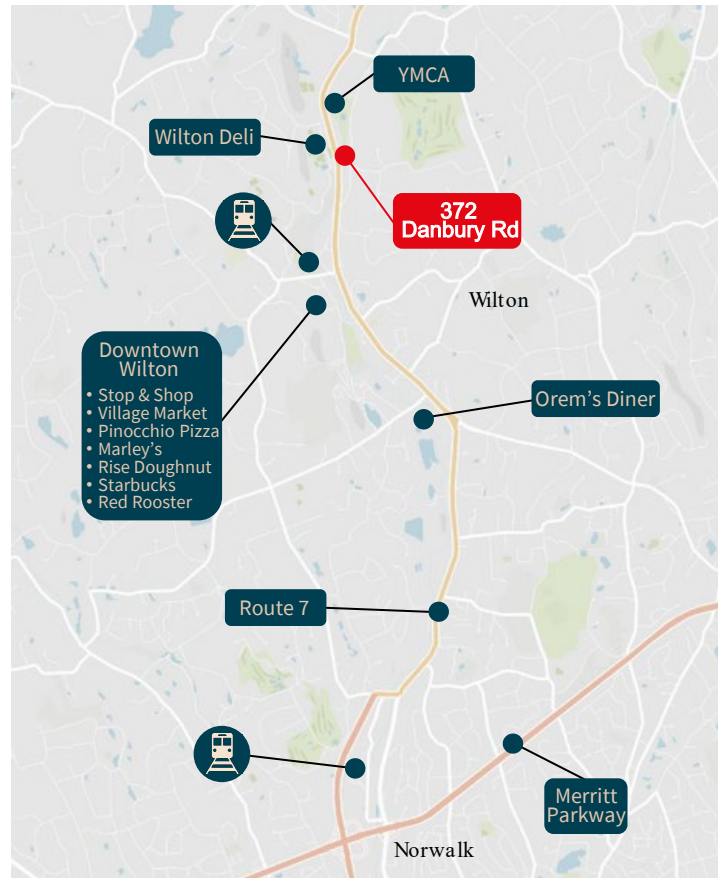 YMCA
Wilton Deli
372
Danbury Rd
Wilton
Downtown
Wilton
• Stop & Shop
• Village Market
• Pinocchio Pizza
• Marley’s
• Rise Doughnut
• Starbucks
• Red Rooster
Orem’s Diner
Route 7
Merritt
Parkway
Norwalk